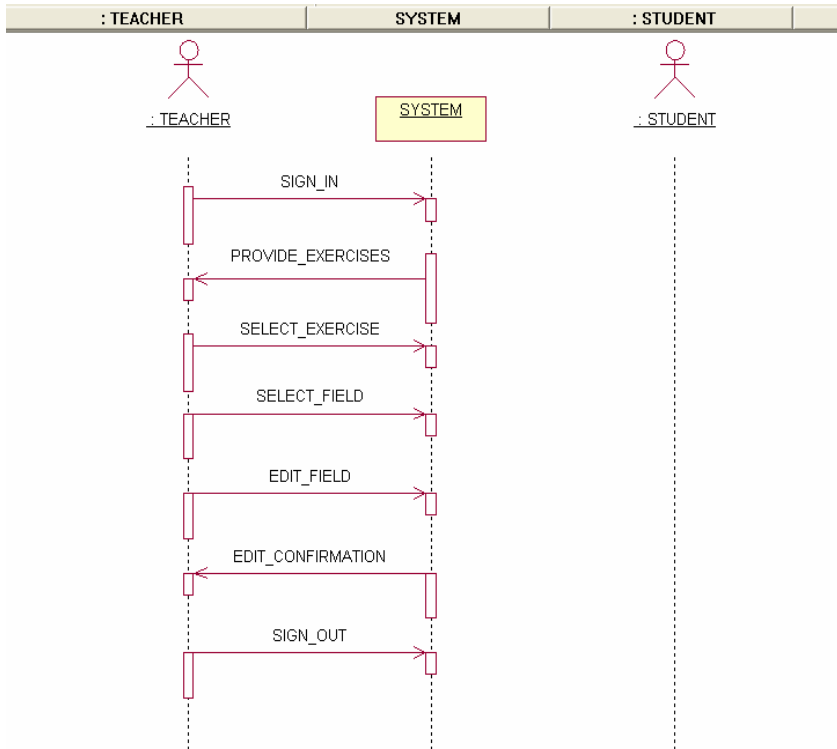 : TEACHER
SYSTEM
: STUDENT
: TEACHER
SYSTEM
: STUDENT
SIGN_IN
PROVIDE_EXERCISES
SELECT_EXERCISE
SELECT_FIELD
EDIT_FIELD
EDIT_CONFIRMATION
SIGN_OUT